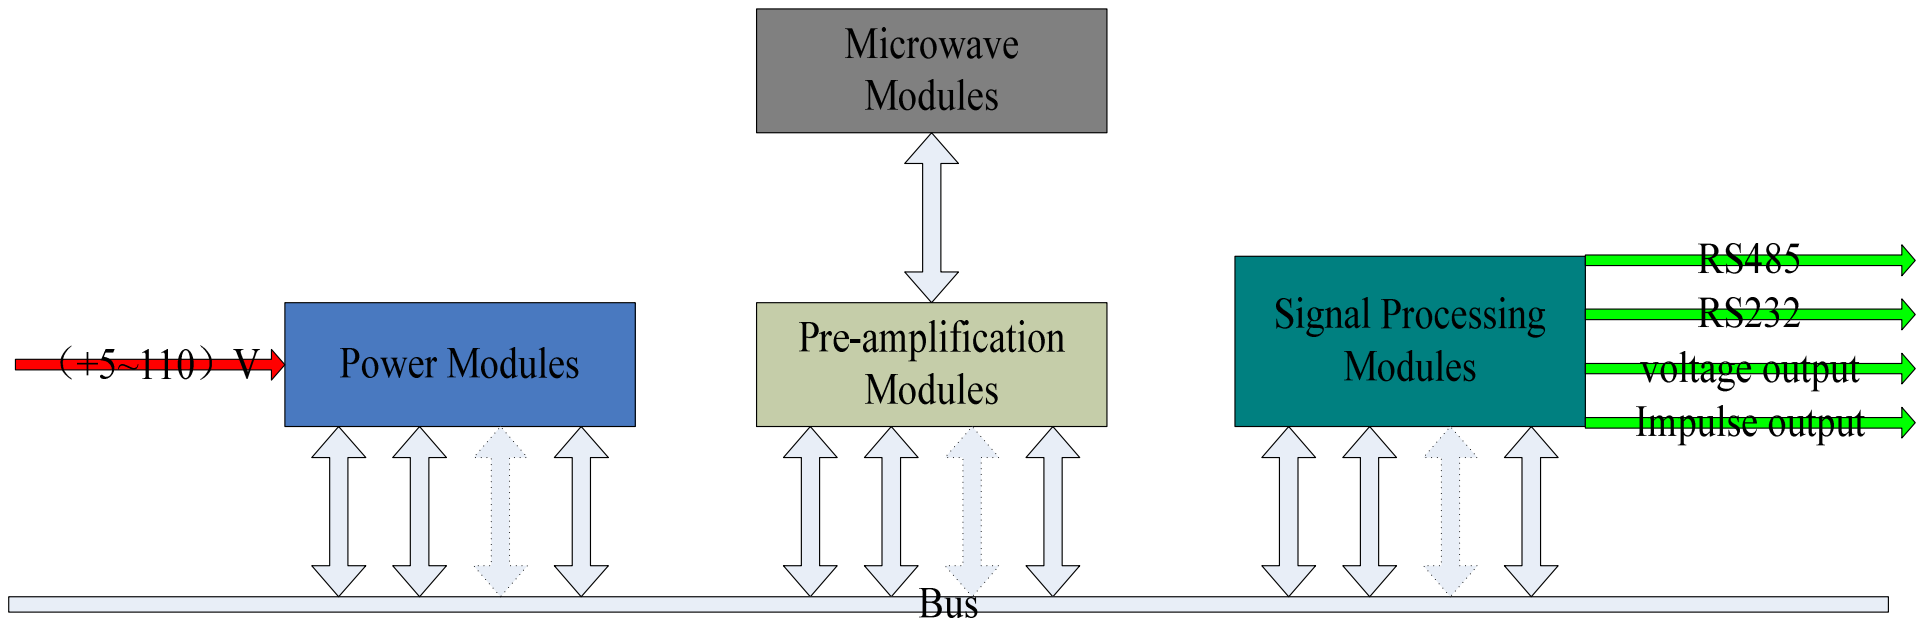 Microwave
Modules
(+5~110) V
Power Modules
Pre-amplification
Modules
Signal Processing
Modules
RS485
RS232
voltage output
Impulse output
Bus